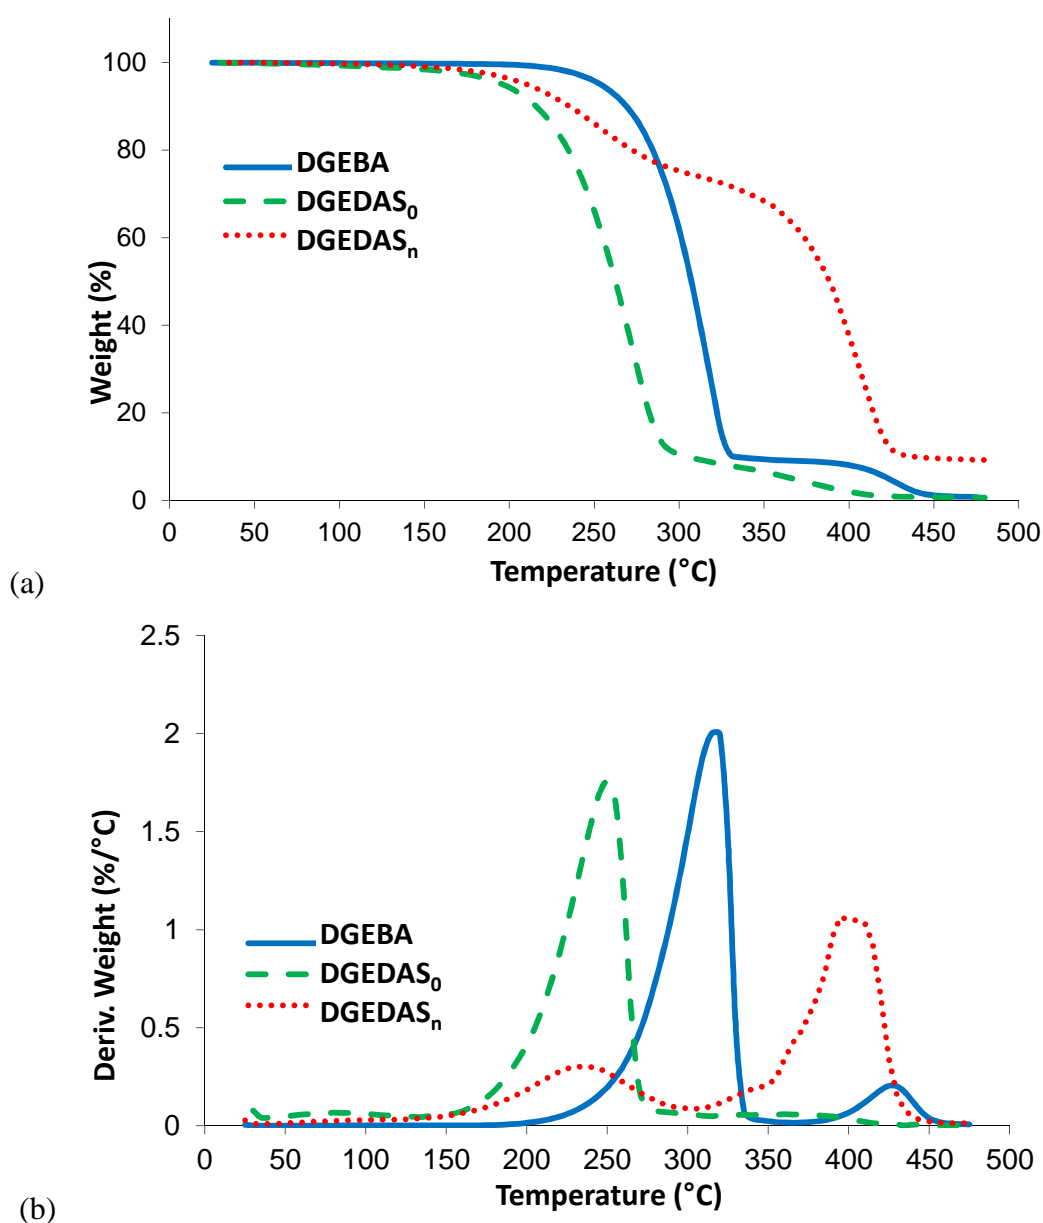 100
80
60
40
20
0
Weight (%)
DGEBA
DGEDAS0
DGEDASn
0 50 100 150 200 250 300 350 400 450 500
Temperature (°C)
(a)
2.5
2
1.5
1
0.5
0
Deriv. Weight (%/°C)
DGEBA
DGEDAS0
DGEDASn
0 50 100 150 200 250 300 350 400 450 500
Temperature (°C)
(b)